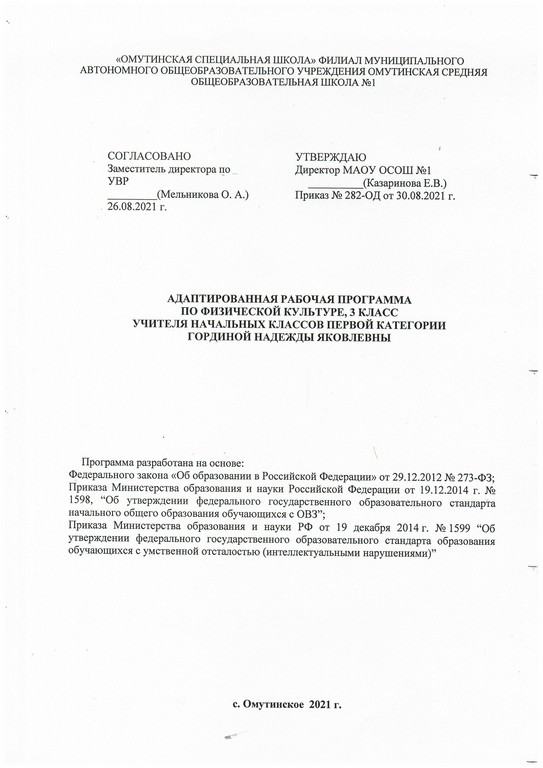 «ОМУТИНСКАЯ СПЕЦИАЛЬНАЯ ШКОЛА» ФИЛИАЛ МУНИЦИПАЛЬНОГО
АВТОНОМНОГО ОБЩЕОБРАЗОВАТЕЛЬНОГО УЧРЕЖДЕНИЯ ОМУТИНСКАЯ СРЕДНЯЯ
ОБЩЕОБРАЗОВАТЕЛЬНАЯ ШКОЛА №1
СОГЛАСОВАНО
Заместитель директора по
УВР
_________(Мельникова О. А.)
26.08.2021 г.
УТВЕРЖДАЮ
Директор МАОУ ОСОШ №1
__________(Казаринова Е.В.)
Приказ № 282-ОД от 30.08.2021 г.
АДАПТИРОВАННАЯ РАБОЧАЯ ПРОГРАММА
ПО ФИЗИЧЕСКОЙ КУЛЬТУРЕ, 3 КЛАСС
УЧИТЕЛЯ НАЧАЛЬНЫХ КЛАССОВ ПЕРВОЙ КАТЕГОРИИ
ГОРДИНОЙ НАДЕЖДЫ ЯКОВЛЕВНЫ
Программа разработана на основе:
Федерального закона «Об образовании в Российской Федерации» от 29.12.2012 № 273-ФЗ;
Приказа Министерства образования и науки Российской Федерации от 19.12.2014 г. №
1598, “Об утверждении федерального государственного образовательного стандарта
начального общего образования обучающихся с ОВЗ”;
Приказа Министерства образования и науки РФ от 19 декабря 2014 г. № 1599 “Об
утверждении федерального государственного образовательного стандарта образования
обучающихся с умственной отсталостью (интеллектуальными нарушениями)”
с. Омутинское 2021 г.